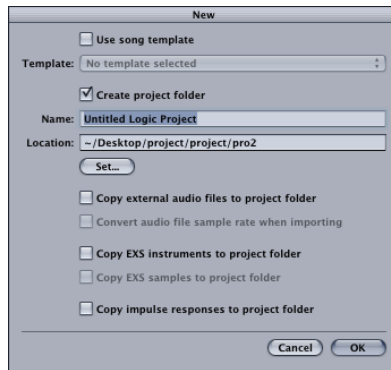 New
Use song template
Template: No template selected
Create project folder
Name: Untitled Logic Project
Location: ~/Desktop/project/project/pro2
Set...
Copy external audio files to project folder
Convert audio file sample rate when importing
Copy EXS instruments to project folder
Copy EXS samples to project folder
Copy impulse responses to project folder
Cancel OK